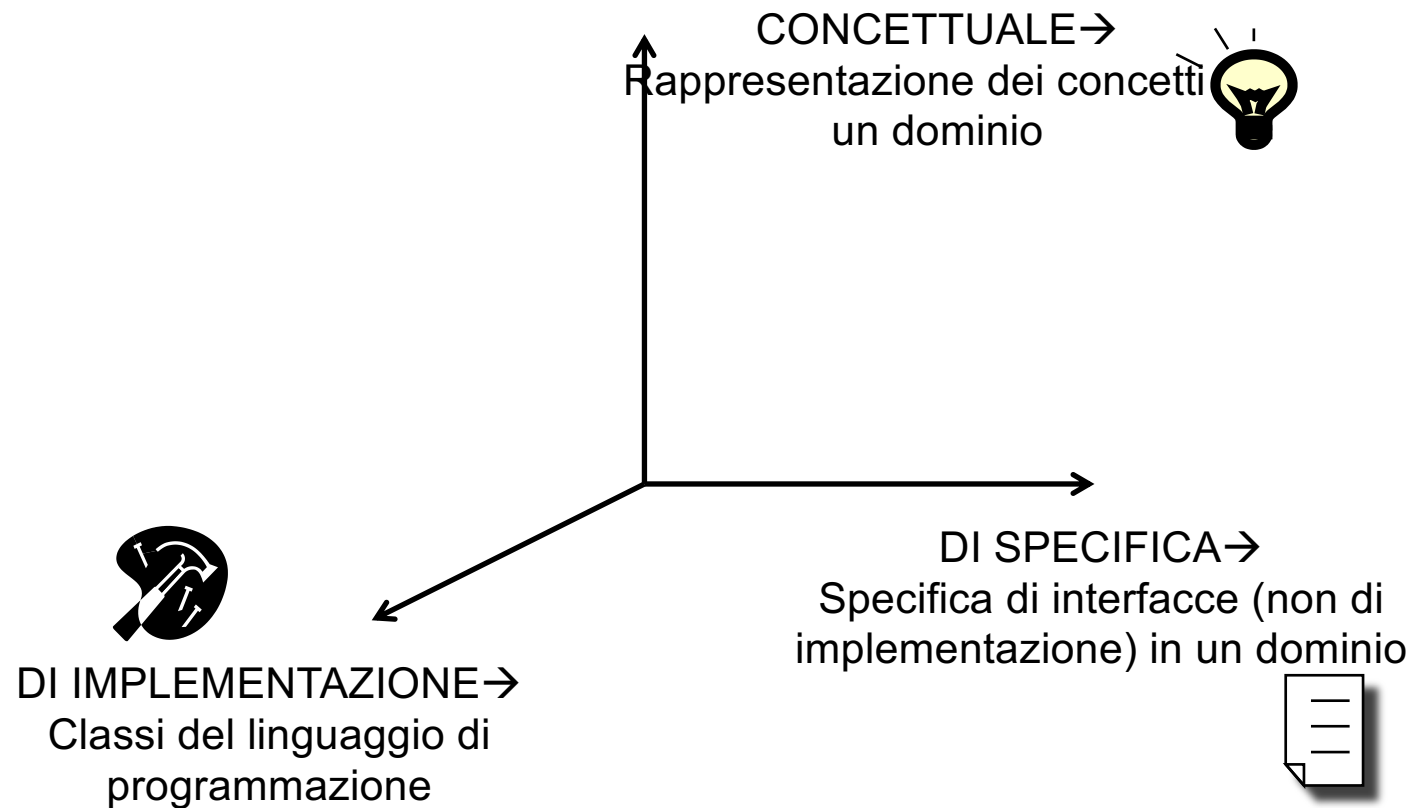 CONCETTUALE→
Rappresentazione dei concetti
un dominio
DI SPECIFICA→
Specifica di interfacce (non di
implementazione) in un dominio
DI IMPLEMENTAZIONE→
Classi del linguaggio di
programmazione